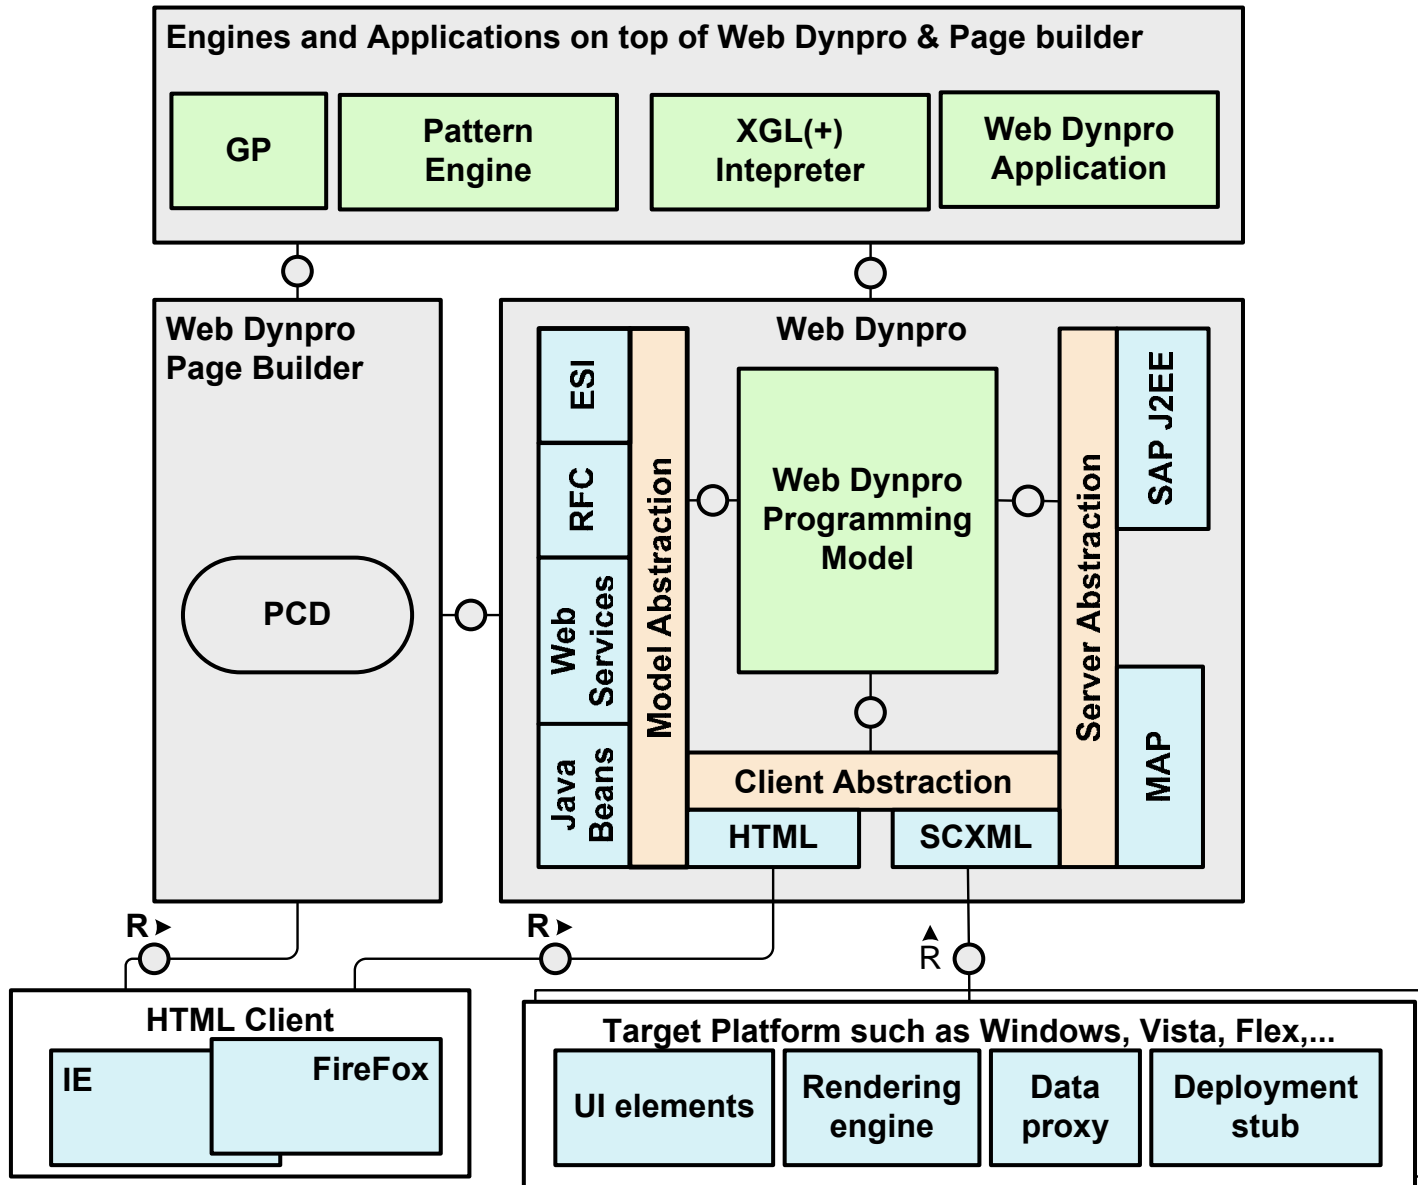 Engines and Applications on top of Web Dynpro & Page builder
GP
Pattern
Engine
XGL(+)
Intepreter
Web Dynpro
Application
Web Dynpro
Page Builder
PCD
Web Dynpro
ESI
RFC
Web
Services
Java
Beans
Model Abstraction
Web Dynpro
Programming
Model
Server Abstraction
SAP J2EE
MAP
Client Abstraction
HTML
SCXML
R
R
R
HTML Client
IE
FireFox
Target Platform such as Windows, Vista, Flex,...
UI elements
Rendering
engine
Data
proxy
Deployment
stub